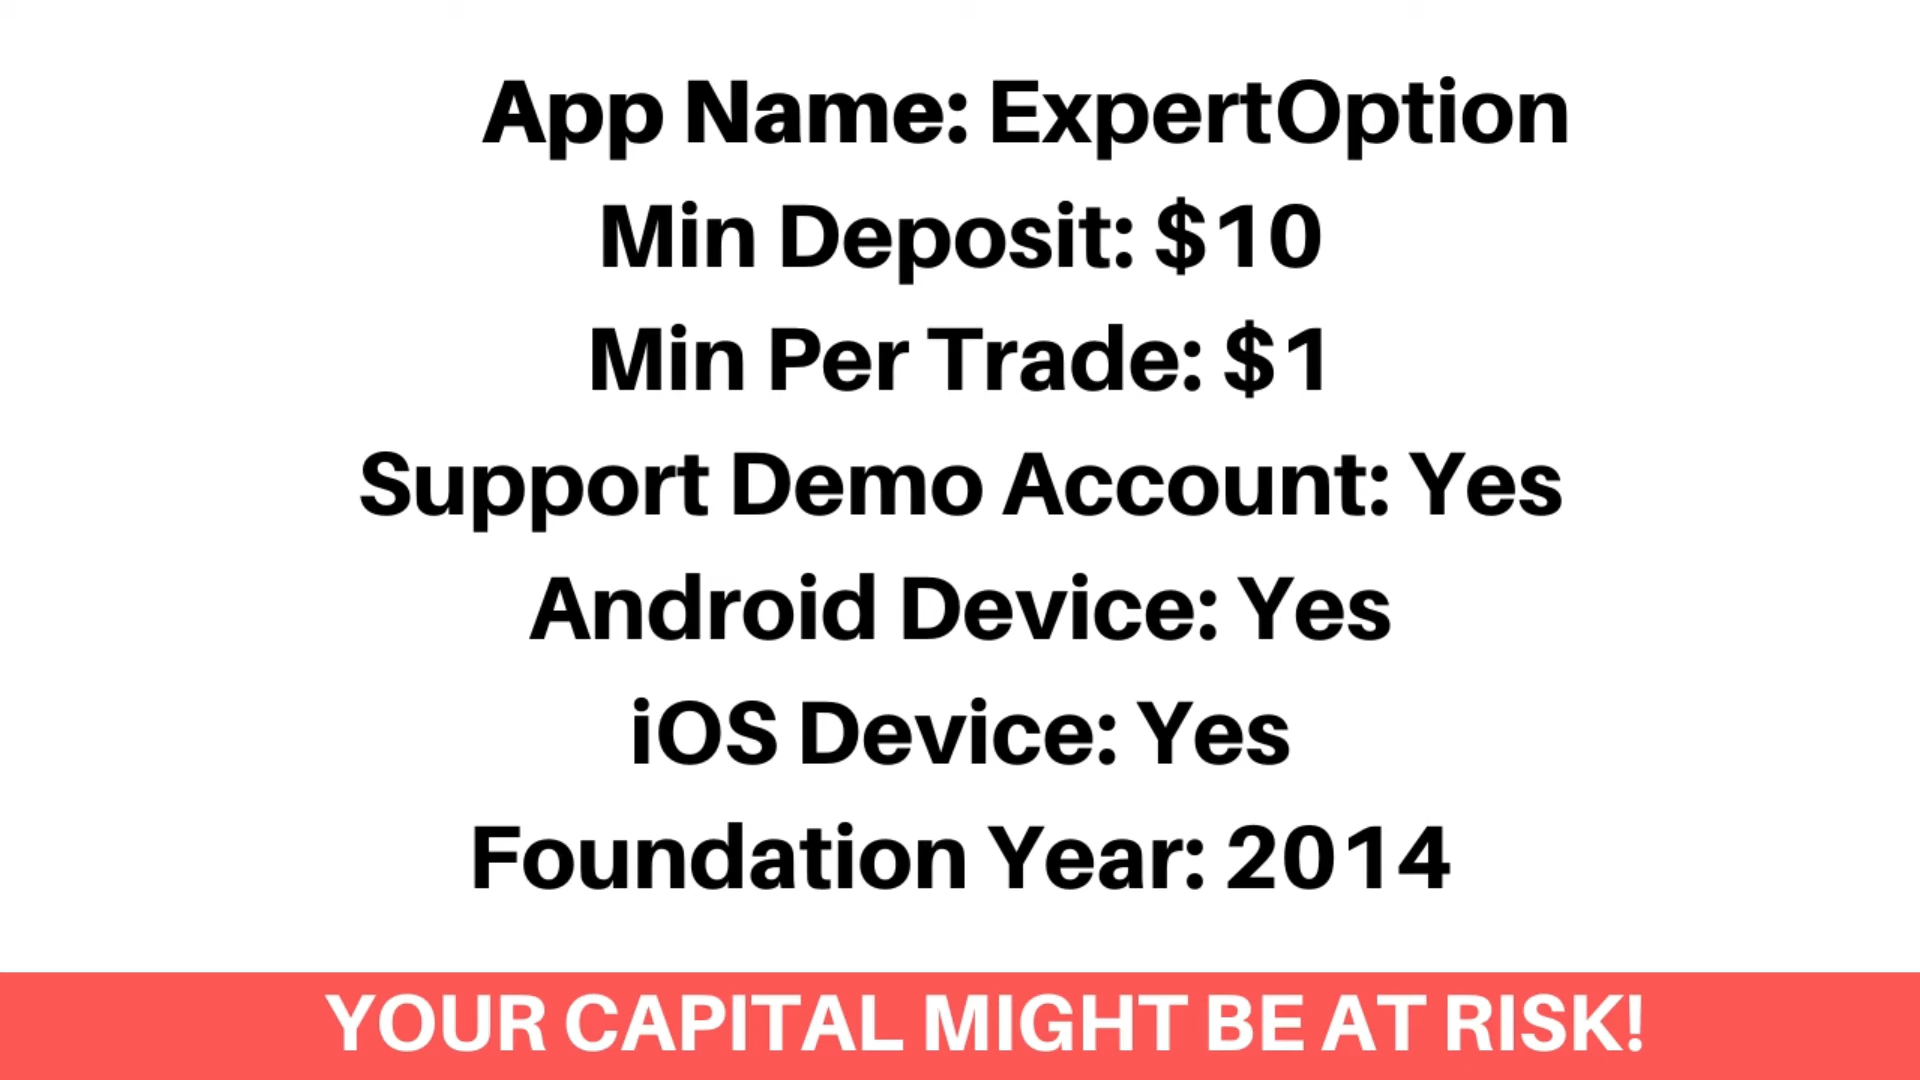 App Name: ExpertOption
Min Deposit: $10
Min Per Trade: $1
Support Demo Account: Yes
Android Device: Yes
iOS Device: Yes
Foundation Year: 2014
YOUR CAPITAL MIGHT BE AT RISK!